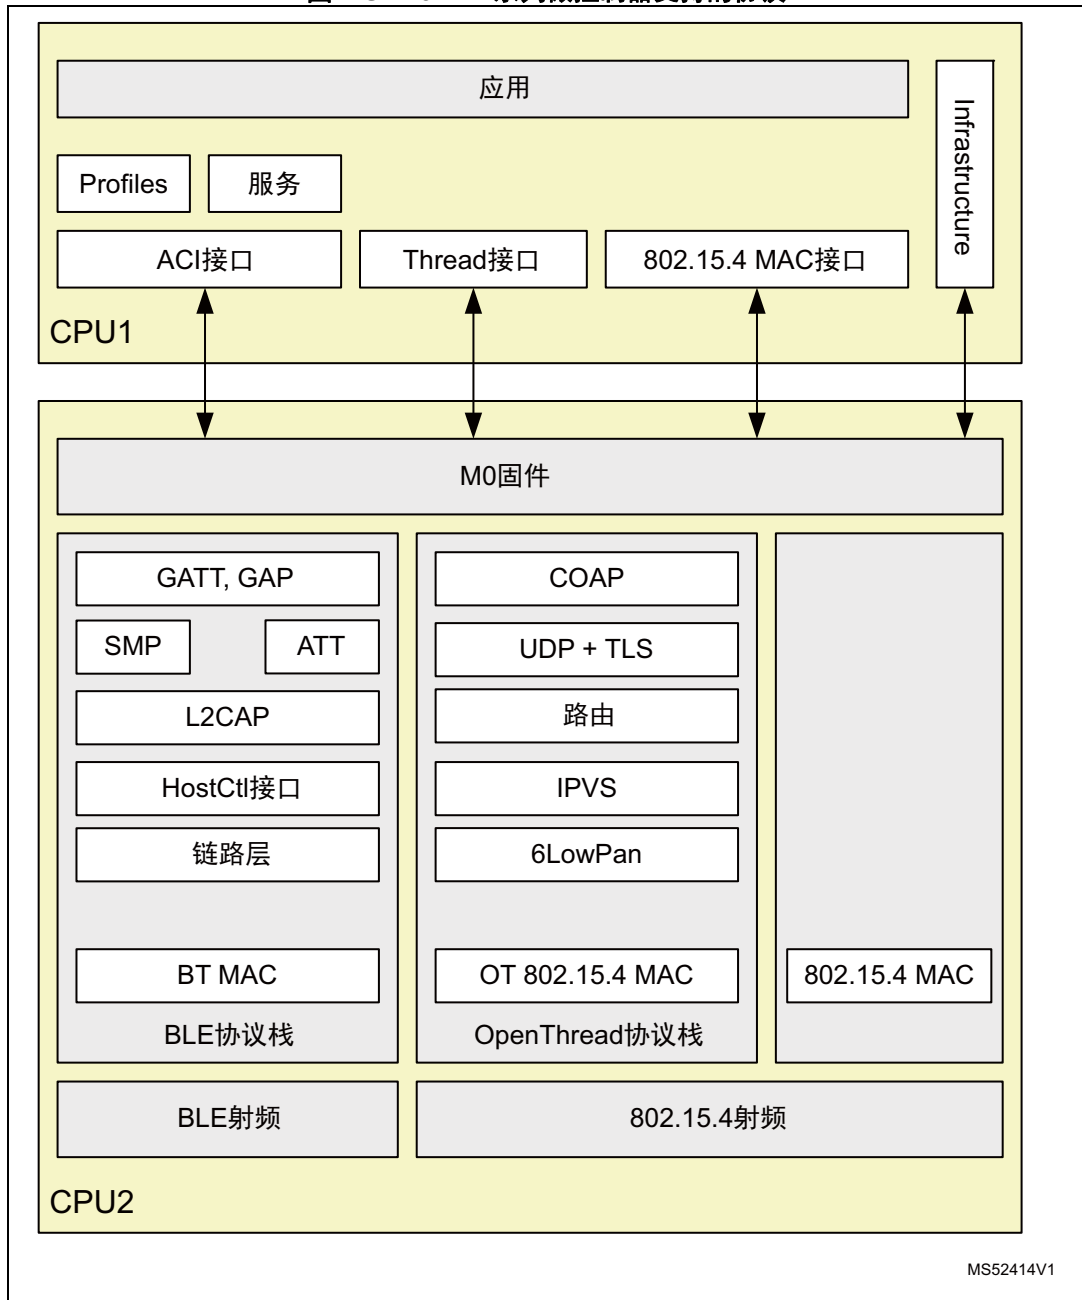 应用
Infrastructure
Profiles
服务
ACI接口
Thread接口
802.15.4 MAC接口
CPU1
M0固件
GATT, GAP
SMP
ATT
L2CAP
HostCtl接口
链路层
BT MAC
BLE协议栈
COAP
UDP + TLS
路由
IPVS
6LowPan
OT 802.15.4 MAC
OpenThread协议栈
802.15.4 MAC
BLE射频
802.15.4射频
CPU2
MS52414V1